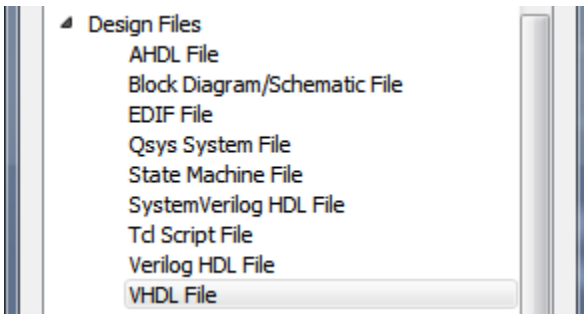 Design Files
AHDL File
Block Diagram/Schematic File
EDIF File
Qsys System File
State Machine File
SystemVerilog HDL File
Tcl Script File
Verilog HDL File
VHDL File